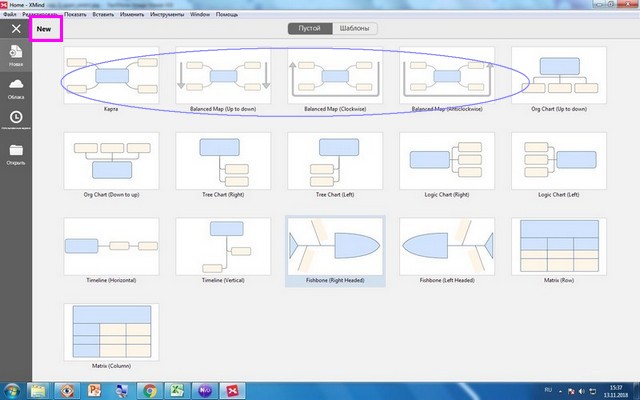 Home - XMind
Файл Редактировать Показать Вставить Изменить Инструменты Window Помощь
New
Пустой Шаблоны
Новая
Облака
Открыть
Карта
Balanced Map (Up to down)
Balanced Map (Clockwise)
Balanced Map (Anticlockwise)
Org Chart (Up to down)
Org Chart (Down to up)
Tree Chart (Right)
Tree Chart (Left)
Logic Chart (Right)
Logic Chart (Left)
Timeline (Horizontal)
Timeline (Vertical)
Fishbone (Right Headed)
Fishbone (Left Headed)
Matrix (Row)
Matrix (Column)
RU
15:37
13.11.2018